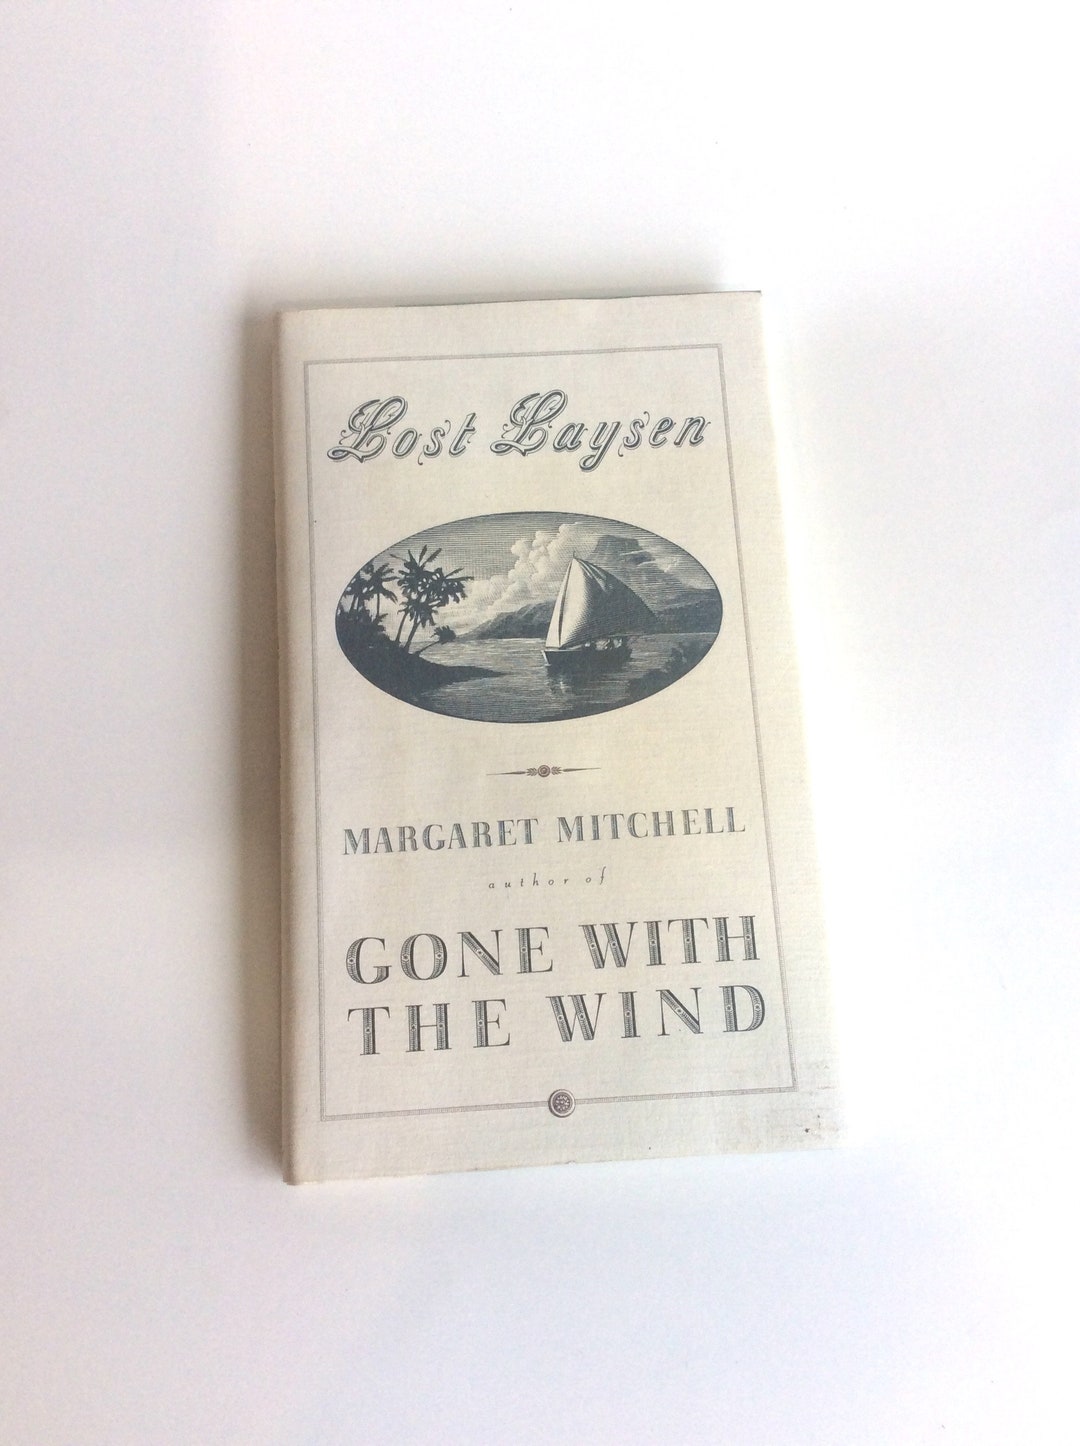 Lost Laysen
MARGARET MITCHELL
author of
GONE WITH
THE WIND